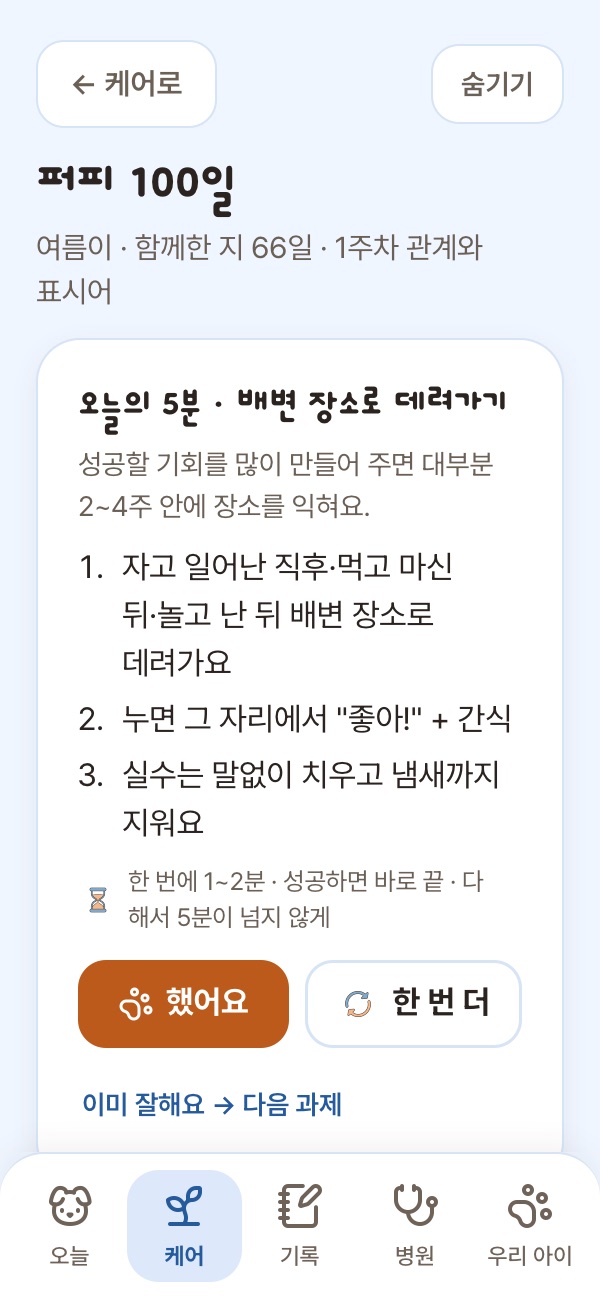 ← 케어로
숨기기
퍼피 100일
여름이 · 함께한 지 66일 · 1주차 관계와
표시어
오늘의 5분 · 배변 장소로 데려가기
성공할 기회를 많이 만들어 주면 대부분
2~4주 안에 장소를 익혀요.
1. 자고 일어난 직후·먹고 마신
뒤·놀고 난 뒤 배변 장소로
데려가요
2. 누면 그 자리에서 "좋아!" + 간식
3. 실수는 말없이 치우고 냄새까지
지워요
한 번에 1~2분 · 성공하면 바로 끝 · 다
해서 5분이 넘지 않게
했어요
한 번 더
이미 잘해요 → 다음 과제
오늘
케어
기록
병원
우리 아이